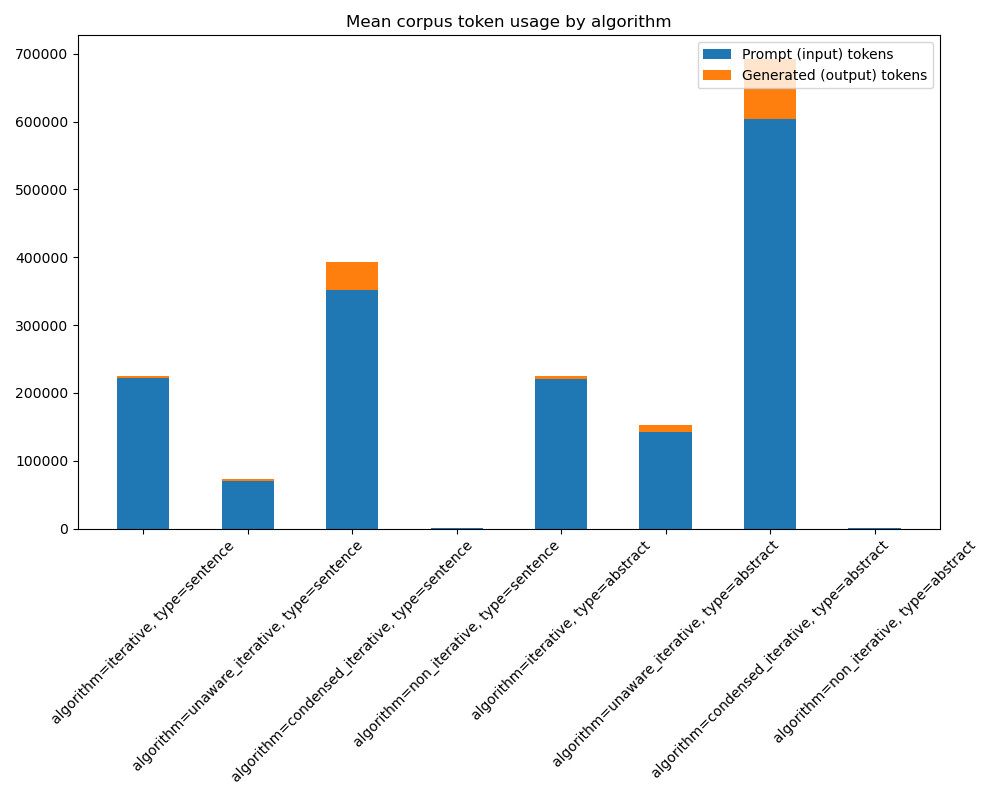 Mean corpus token usage by algorithm
Prompt (input) tokens
Generated (output) tokens
700000
600000
500000
400000
300000
200000
100000
0
algorithm=iterative, type=sentence
algorithm=unaware_iterative, type=sentence
algorithm=condensed_iterative, type=sentence
algorithm=non_iterative, type=sentence
algorithm=iterative, type=abstract
algorithm=unaware_iterative, type=abstract
algorithm=condensed_iterative, type=abstract
algorithm=non_iterative, type=abstract